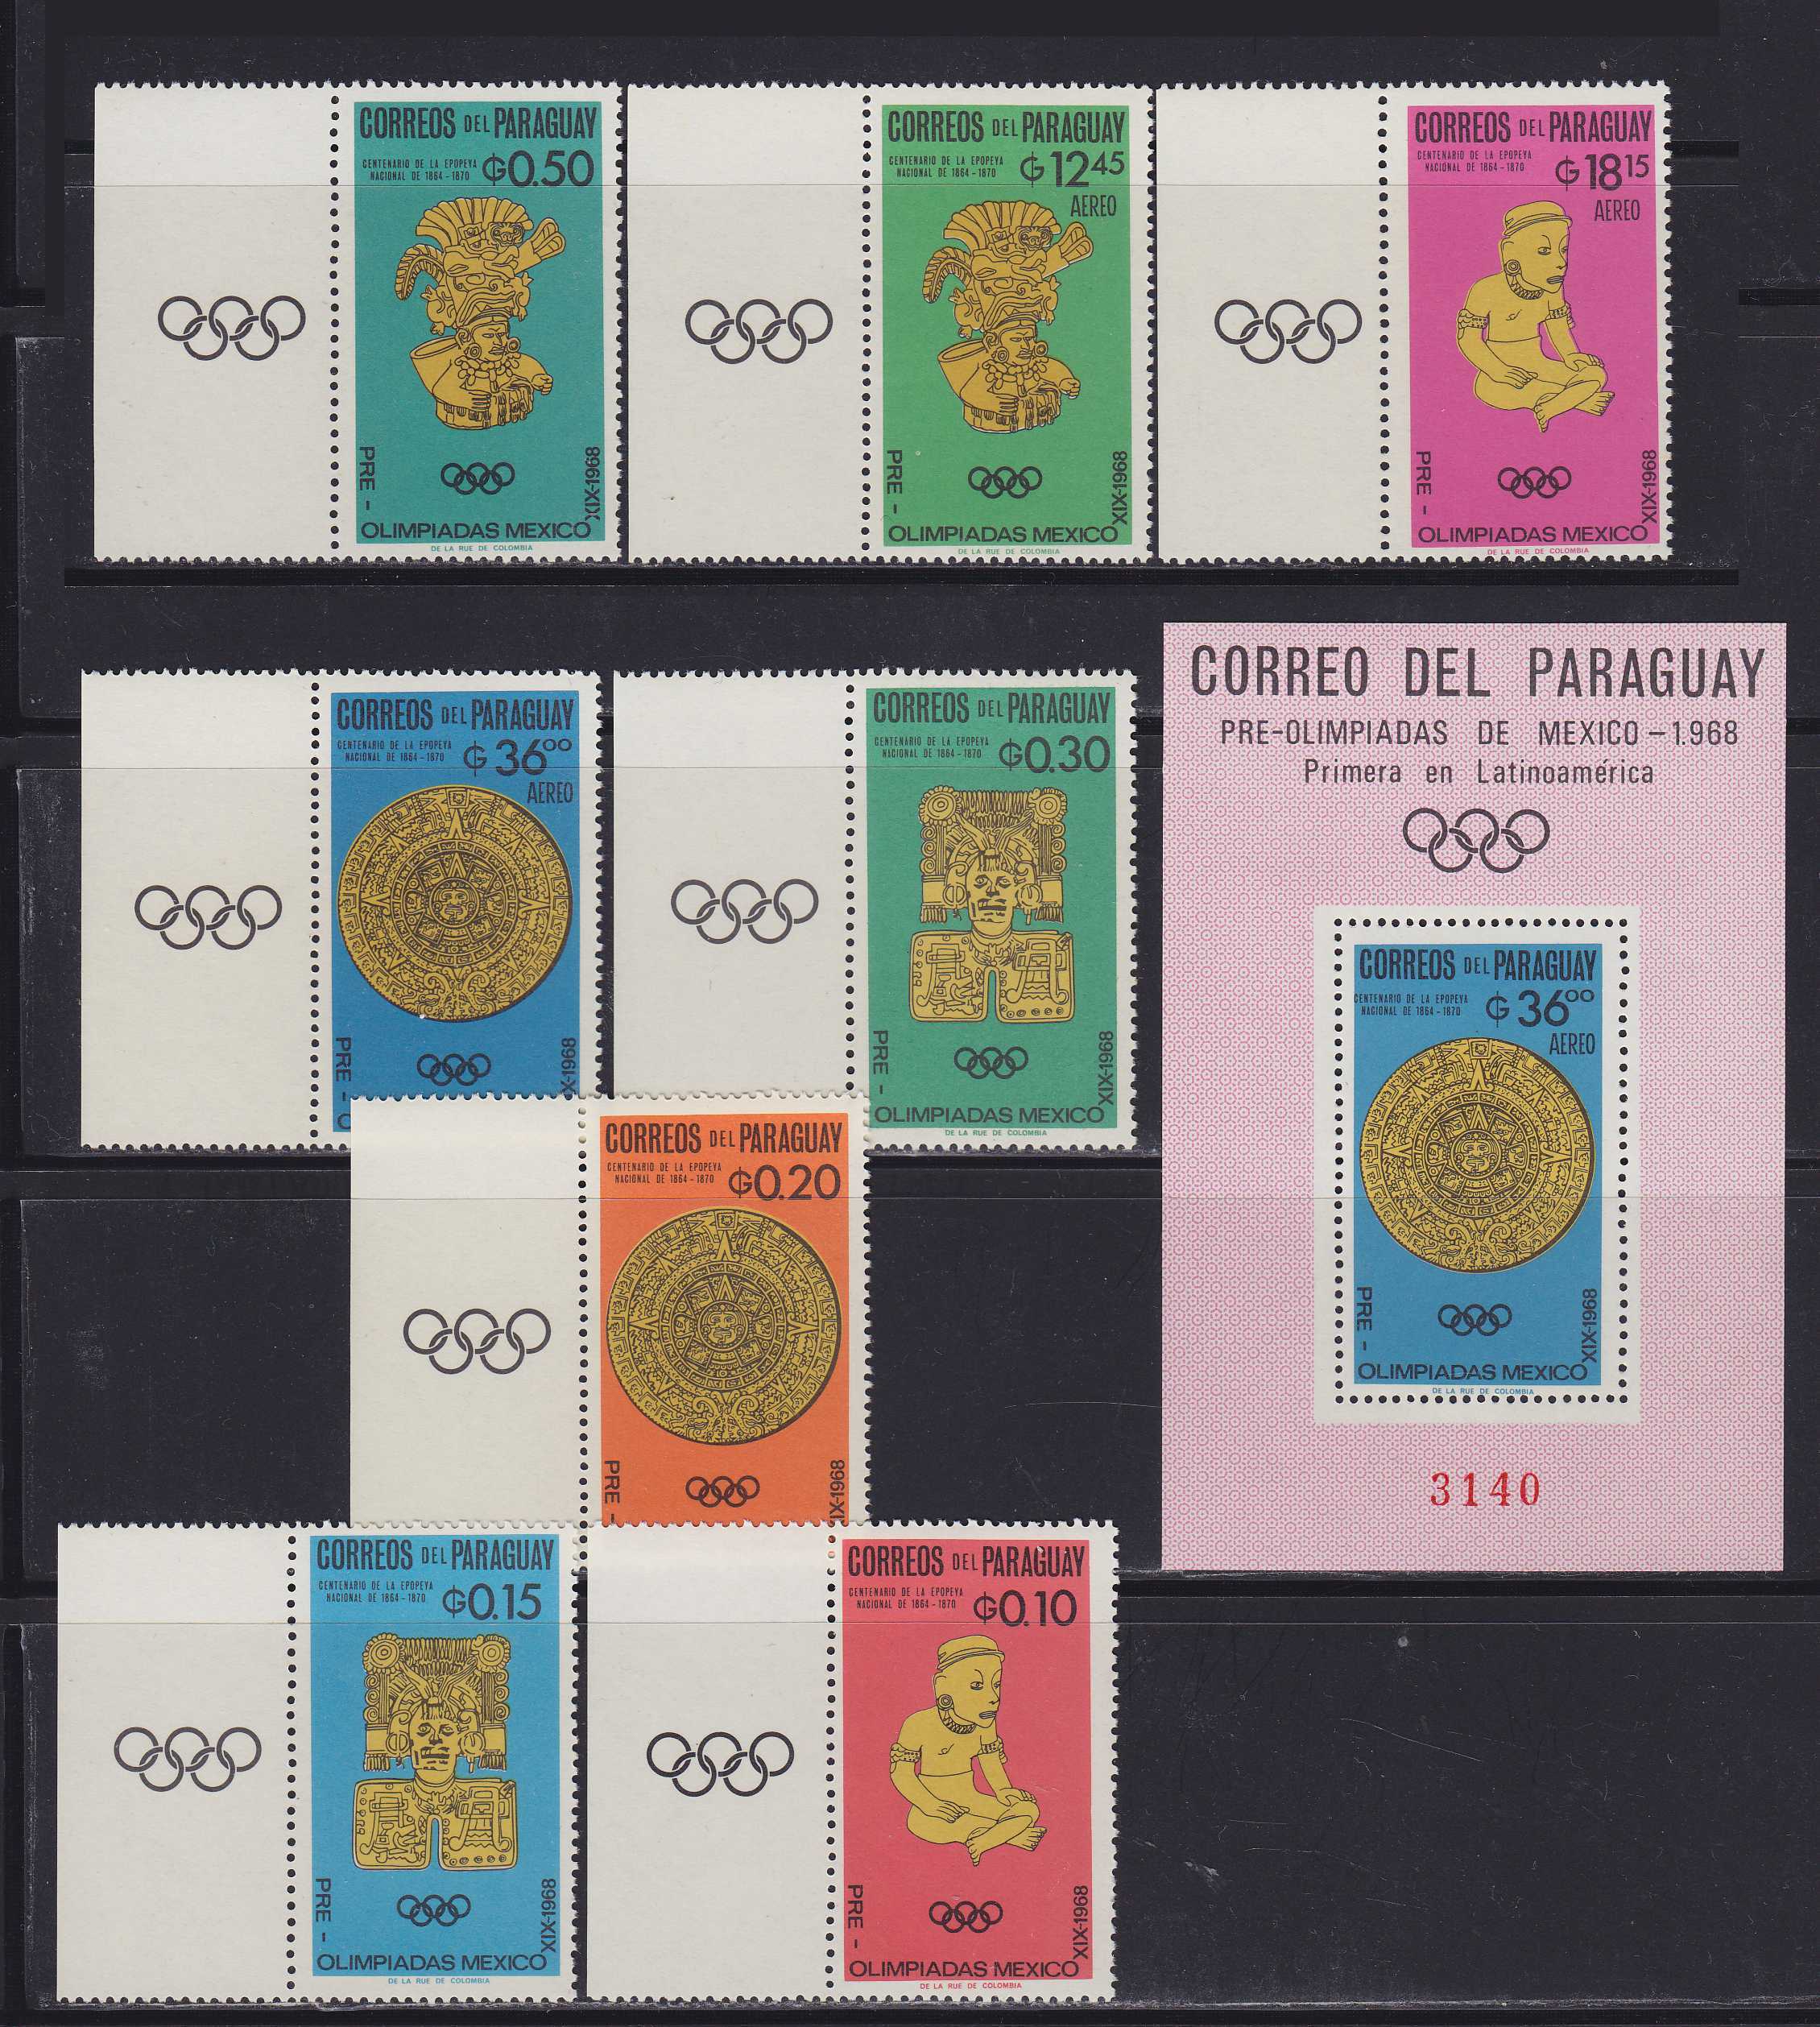 CORREOS DEL PARAGUAY
CENTENARIO DE LA EPOPEYA
NACIONAL DE 1864-1870
₲0.50
PRE -
OLIMPIADAS MEXICO
XIX-1968
DE LA RUE DE COLOMBIA
CORREOS DEL PARAGUAY
CENTENARIO DE LA EPOPEYA
NACIONAL DE 1864-1870
₲ 12 45
AEREO
PRE -
OLIMPIADAS MEXICO
XIX-1968
DE LA RUE DE COLOMBIA
CORREOS DEL PARAGUAY
CENTENARIO DE LA EPOPEYA
NACIONAL DE 1864-1870
₲ 18 15
AEREO
PRE -
OLIMPIADAS MEXICO
XIX-1968
DE LA RUE DE COLOMBIA
CORREOS DEL PARAGUAY
CENTENARIO DE LA EPOPEYA
NACIONAL DE 1864-1870
₲ 36 00
AEREO
PRE -
O
X-1968
CORREOS DEL PARAGUAY
CENTENARIO DE LA EPOPEYA
NACIONAL DE 1864-1870
₲0.30
PRE -
OLIMPIADAS MEXICO
XIX-1968
DE LA RUE DE COLOMBIA
CORREO DEL PARAGUAY
PRE-OLIMPIADAS DE MEXICO - 1.968
Primera en Latinoamérica
CORREOS DEL PARAGUAY
CENTENARIO DE LA EPOPEYA
NACIONAL DE 1864-1870
₲ 36 00
AEREO
PRE -
OLIMPIADAS MEXICO
XIX-1968
DE LA RUE DE COLOMBIA
3140
CORREOS DEL PARAGUAY
CENTENARIO DE LA EPOPEYA
NACIONAL DE 1864-1870
₲0.20
PRE -
IX-1968
CORREOS DEL PARAGUAY
CENTENARIO DE LA EPOPEYA
NACIONAL DE 1864-1870
₲0.15
PRE -
OLIMPIADAS MEXICO
XIX-1968
DE LA RUE DE COLOMBIA
CORREOS DEL PARAGUAY
CENTENARIO DE LA EPOPEYA
NACIONAL DE 1864-1870
₲0.10
PRE -
OLIMPIADAS MEXICO
XIX-1968
DE LA RUE DE COLOMBIA